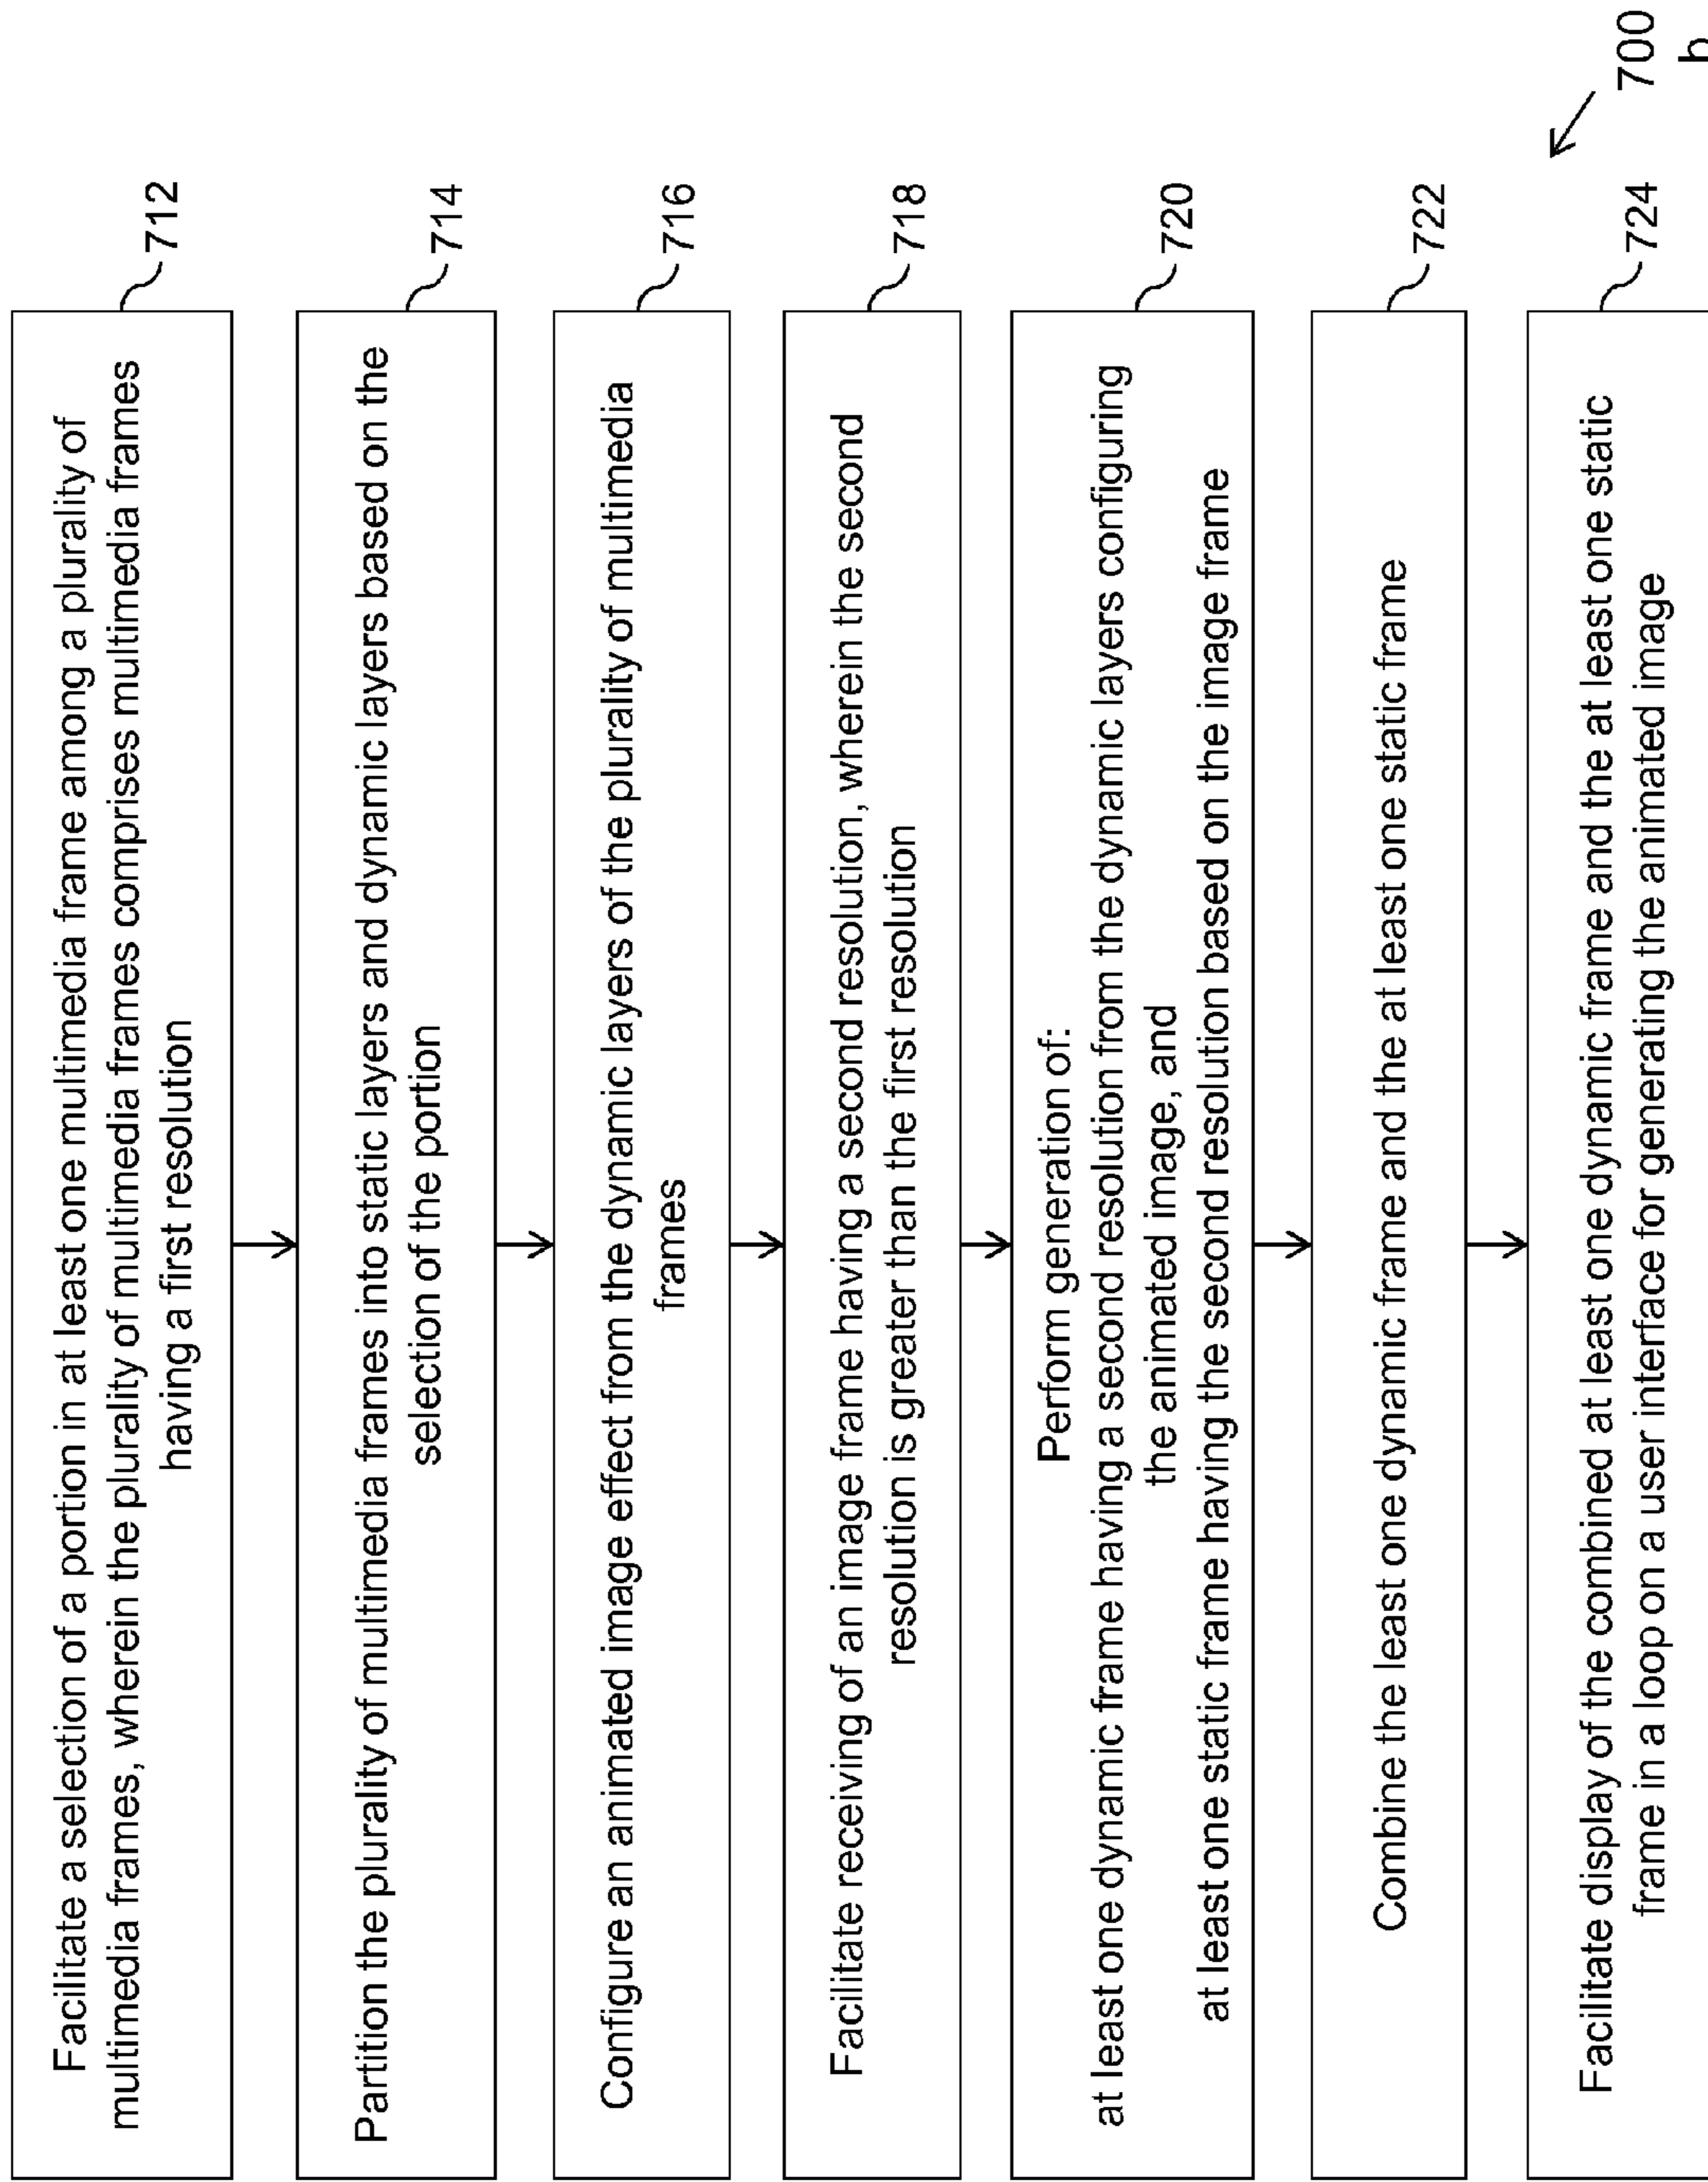 Facilitate a selection of a portion in at least one multimedia frame among a plurality of
multimedia frames, wherein the plurality of multimedia frames comprises multimedia frames
having a first resolution
712
Partition the plurality of multimedia frames into static layers and dynamic layers based on the
selection of the portion
714
Configure an animated image effect from the dynamic layers of the plurality of multimedia
frames
716
Facilitate receiving of an image frame having a second resolution, wherein the second
resolution is greater than the first resolution
718
Perform generation of:
at least one dynamic frame having a second resolution from the dynamic layers configuring
the animated image, and
at least one static frame having the second resolution based on the image frame
720
Combine the least one dynamic frame and the at least one static frame
722
Facilitate display of the combined at least one dynamic frame and the at least one static
frame in a loop on a user interface for generating the animated image
724
700
b